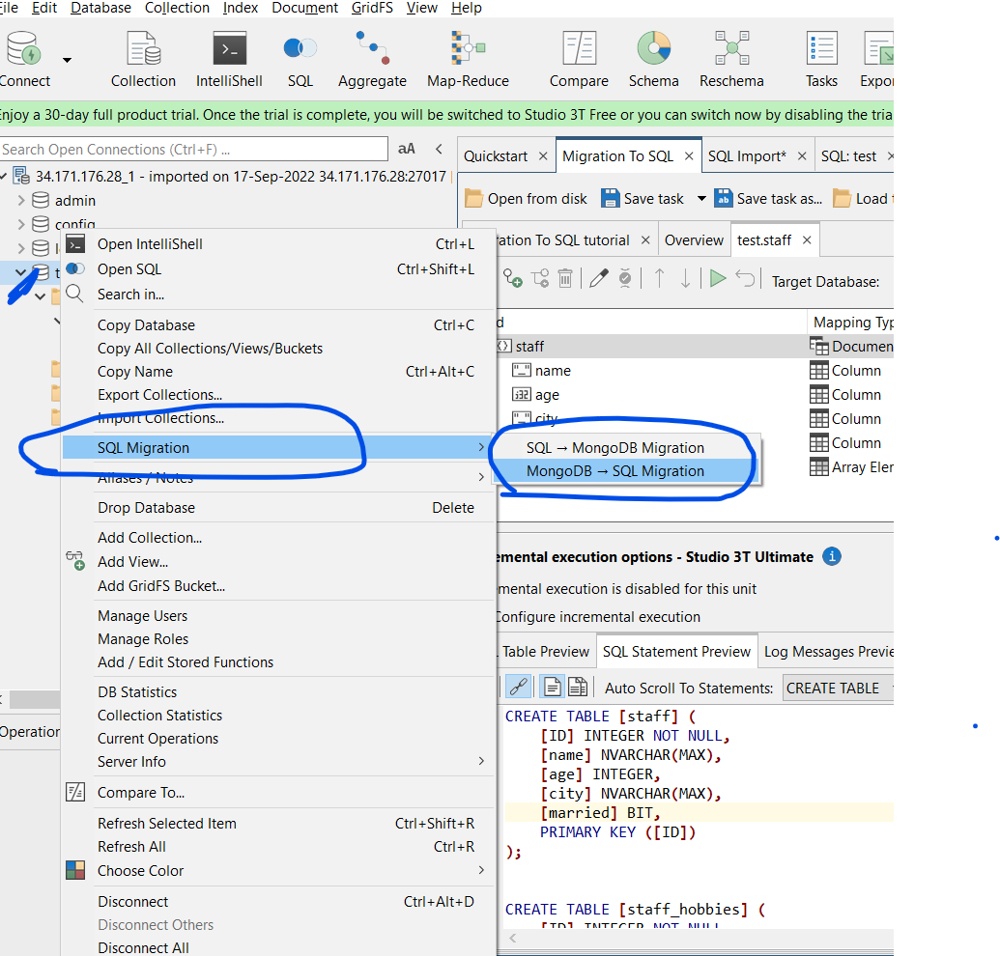 File Edit Database Collection Index Document GridFS View Help
Connect Collection IntelliShell SQL Aggregate Map-Reduce Compare Schema Reschema Tasks
Enjoy a 30-day full product trial. Once the trial is complete, you will be switched to Studio 3T Free or you can switch now by disabling the
Search Open Connections (Ctrl+F) ... aA
Quickstart Migration To SQL SQL Import* SQL: test
34.171.176.28_1 - imported on 17-Sep-2022 34.171.176.28:27017
Open from disk Save task Save task as... Load
admin
config
To SQL tutorial Overview test.staff
Open IntelliShell Ctrl+L
Open SQL Ctrl+Shift+L
Search in...
Target Database:
Copy Database Ctrl+C
Copy All Collections/Views/Buckets
Copy Name Ctrl+Alt+C
Export Collections...
Import Collections...
SQL Migration
Aliases / Notes
Drop Database Delete
Add Collection...
Add View...
Add GridFS Bucket...
Manage Users
Manage Roles
Add / Edit Stored Functions
DB Statistics
Collection Statistics
Current Operations
Server Info
Compare To...
Refresh Selected Item Ctrl+Shift+R
Refresh All Ctrl+R
Choose Color
Disconnect Ctrl+Alt+D
Disconnect Others
Disconnect All
SQL → MongoDB Migration
MongoDB → SQL Migration
Mapping
staff
name Column
age Column
city Column
Column
Array
execution options - Studio 3T Ultimate
execution is disabled for this unit
Configure incremental execution
Table Preview SQL Statement Preview Log Messages
Auto Scroll To Statements: CREATE TABLE
CREATE TABLE [staff] (
[ID] INTEGER NOT NULL,
[name] NVARCHAR(MAX),
[age] INTEGER,
[city] NVARCHAR(MAX),
[married] BIT,
PRIMARY KEY ([ID])
);
CREATE TABLE [staff_hobbies] (
[ID] INTEGER NOT NULL